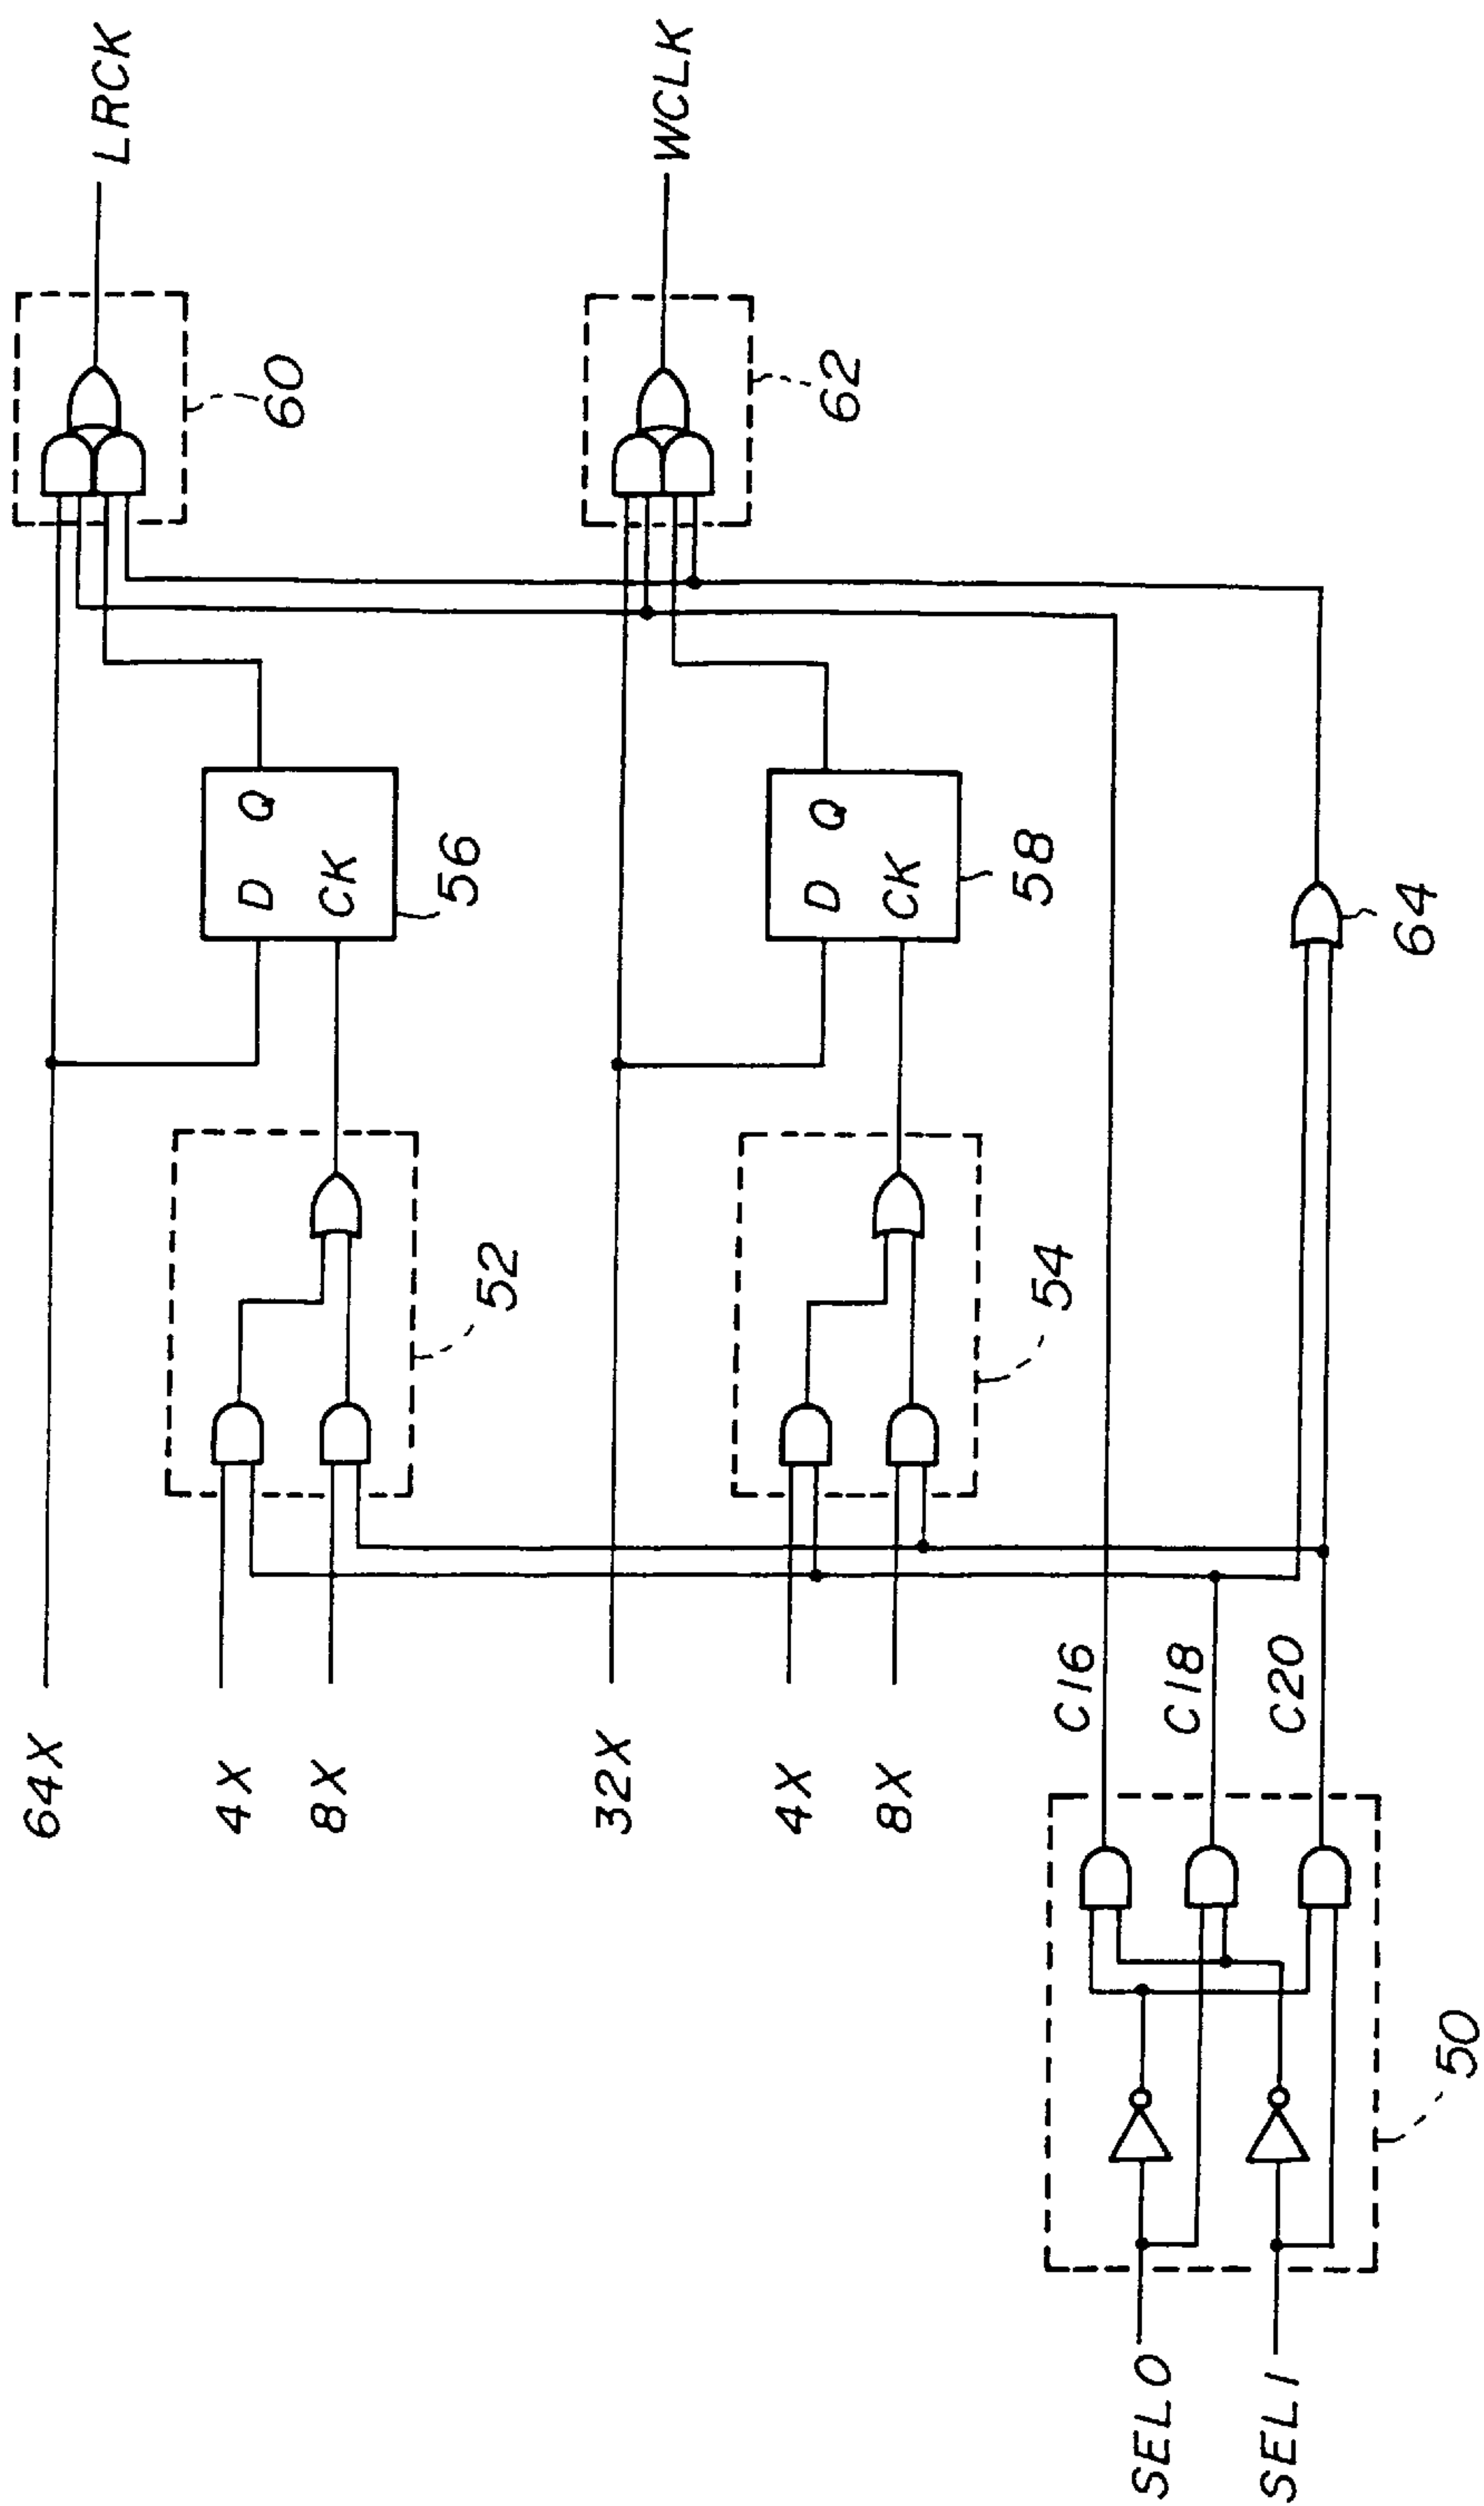 64X
LRCK
60
4X
8X
52
D
Q
CK
56
32X
WCLK
62
4X
8X
54
D
Q
CK
58
C16
C18
C20
64
SEL0
SEL1
50